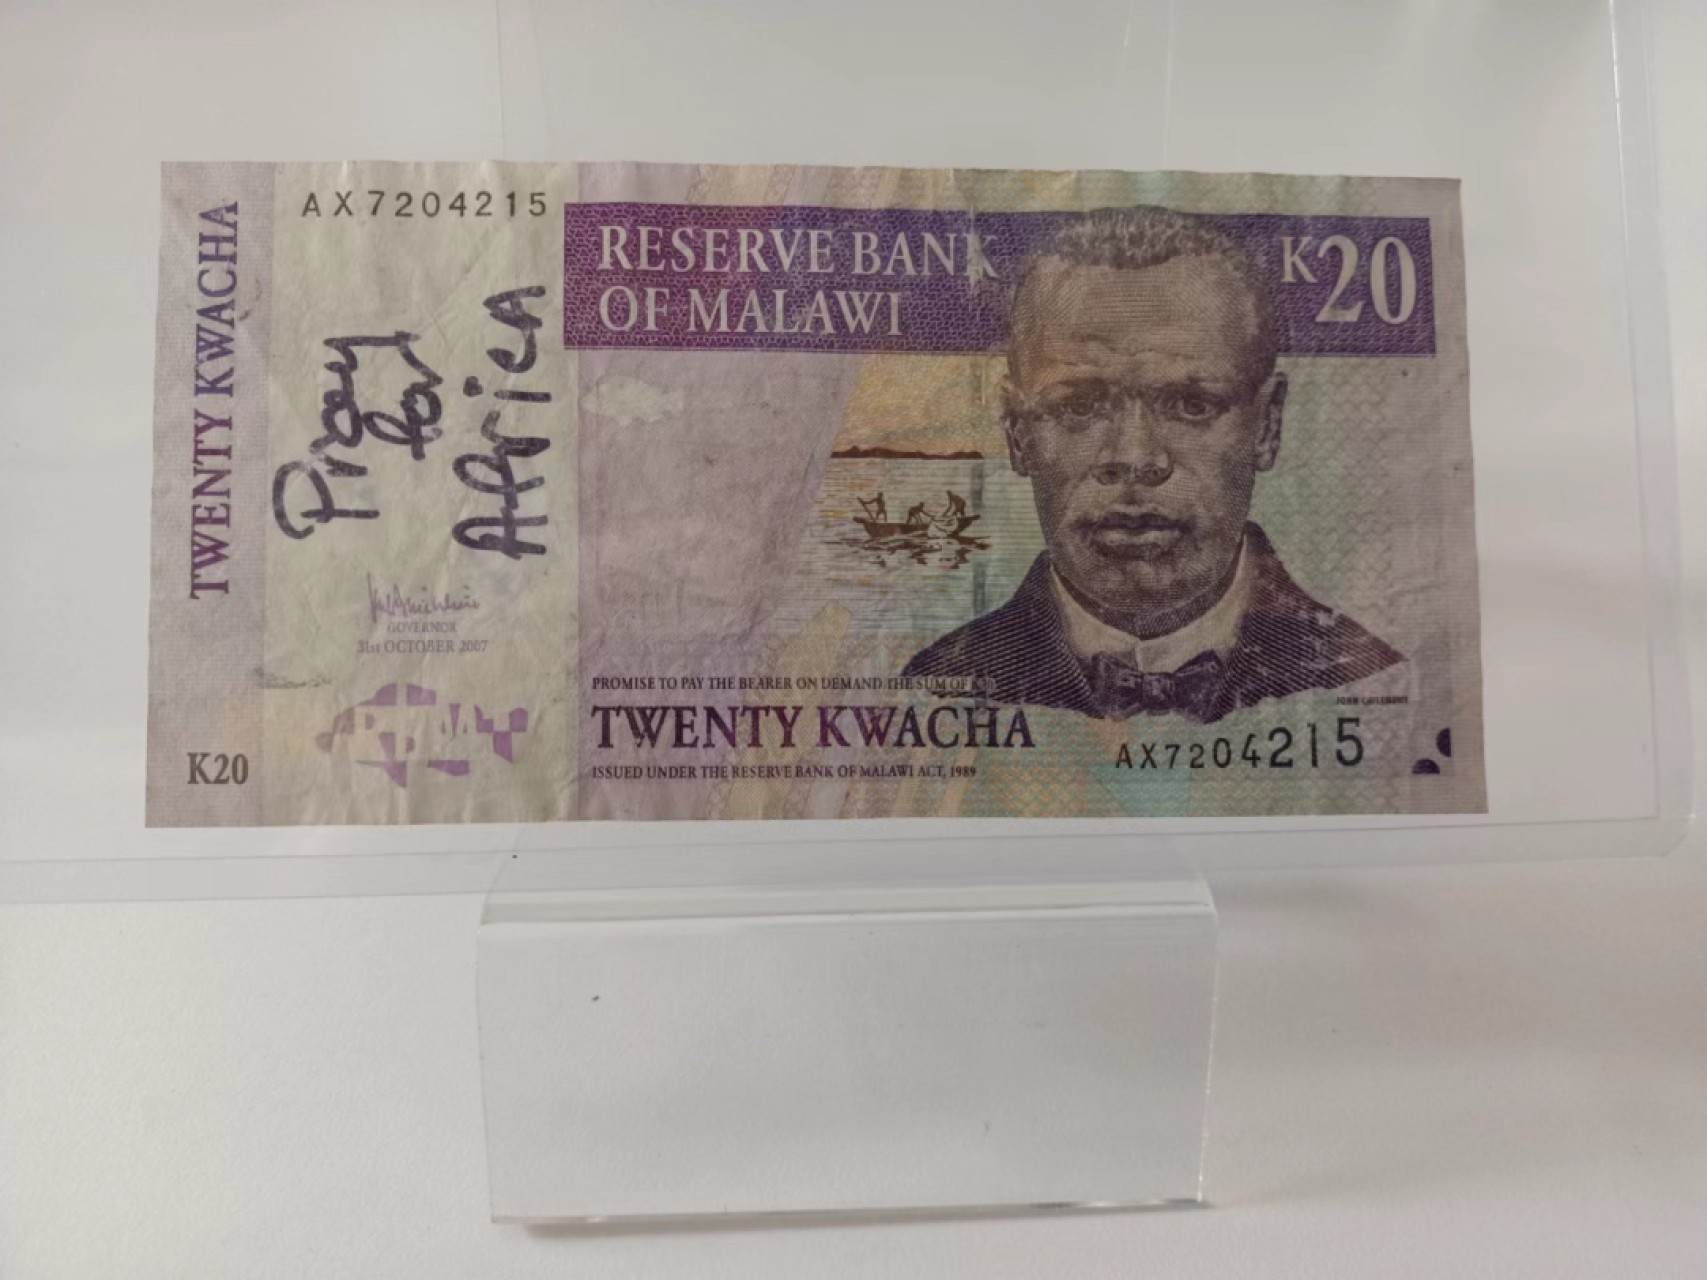 TWENTY KWACHA
K20
AX7204215
Pray
for
Africa
GOVERNOR
31st OCTOBER 2007
RESERVE BANK
OF MALAWI
K20
PROMISE TO PAY THE BEARER ON DEMAND THE SUM OF
TWENTY KWACHA
ISSUED UNDER THE RESERVE BANK OF MALAWI ACT, 1989
JOHN CHILEMBWE
AX7204215